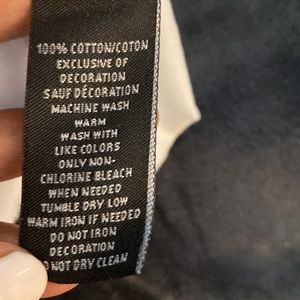 100% COTTON/COTON
EXCLUSIVE OF
DECORATION
SAUF DÉCORATION
MACHINE WASH
WARM
WASH WITH
LIKE COLORS
ONLY NON-
CHLORINE BLEACH
WHEN NEEDED
TUMBLE DRY LOW
WARM IRON IF NEEDED
DO NOT IRON
DECORATION
DO NOT DRY CLEAN